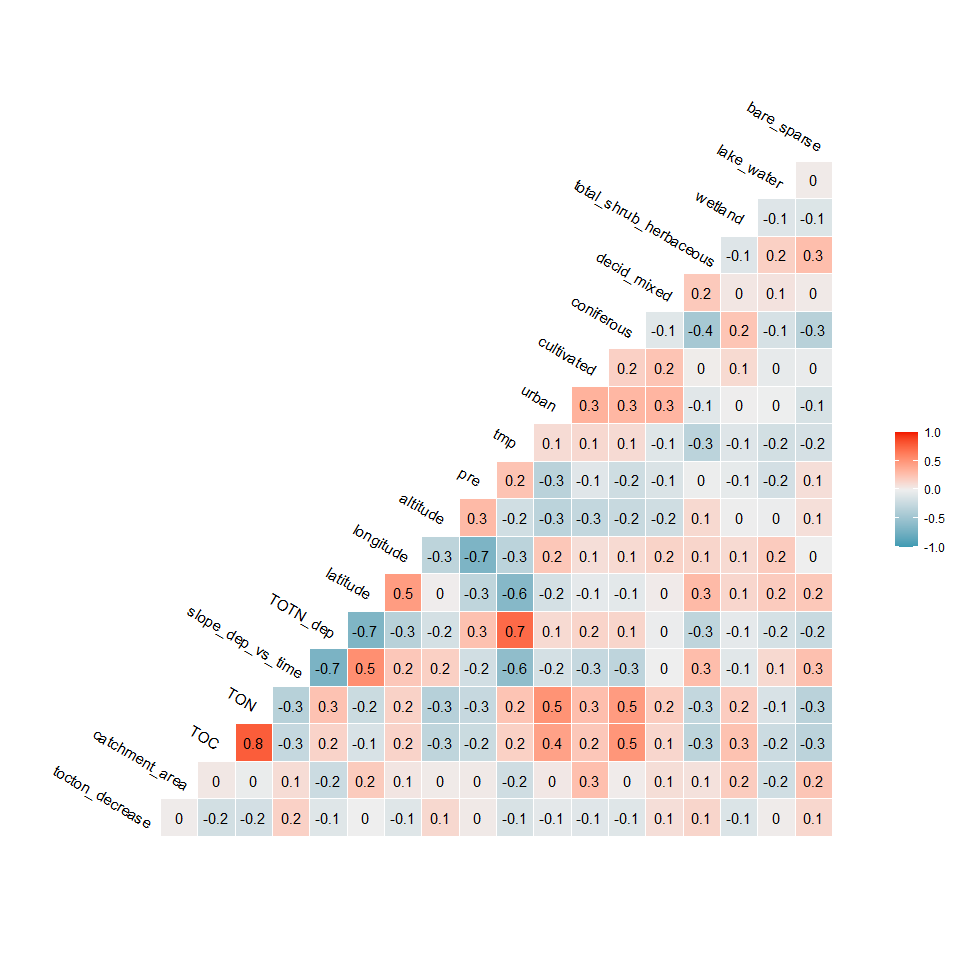 bare_sparse
lake_water 0
wetland -0.1 -0.1
total_shrub_herbaceous -0.1 0.2 0.3
decid_mixed 0.2 0 0.1 0
coniferous -0.1 -0.4 0.2 -0.1 -0.3
cultivated 0.2 0.2 0 0.1 0 0
urban 0.3 0.3 0.3 -0.1 0 0 -0.1
tmp 0.1 0.1 0.1 -0.1 -0.3 -0.1 -0.2 -0.2
pre 0.2 -0.3 -0.1 -0.2 -0.1 0 -0.1 -0.2 0.1
altitude 0.3 -0.2 -0.3 -0.3 -0.2 -0.2 0.1 0 0 0.1
longitude -0.3 -0.7 -0.3 0.2 0.1 0.1 0.2 0.1 0.1 0.2 0
latitude 0.5 0 -0.3 -0.6 -0.2 -0.1 -0.1 0 0.3 0.1 0.2 0.2
TOTN_dep -0.7 -0.3 -0.2 0.3 0.7 0.1 0.2 0.1 0 -0.3 -0.1 -0.2 -0.2
slope_dep_vs_time -0.7 0.5 0.2 0.2 -0.2 -0.6 -0.2 -0.3 -0.3 0 0.3 -0.1 0.1 0.3
TON -0.3 0.3 -0.2 0.2 -0.3 -0.3 0.2 0.5 0.3 0.5 0.2 -0.3 0.2 -0.1 -0.3
TOC 0.8 -0.3 0.2 -0.1 0.2 -0.3 -0.2 0.2 0.4 0.2 0.5 0.1 -0.3 0.3 -0.2 -0.3
catchment_area 0 0 0.1 -0.2 0.2 0.1 0 0 -0.2 0 0.3 0 0.1 0.1 0.2 -0.2 0.2
tocton_decrease 0 -0.2 -0.2 0.2 -0.1 0 -0.1 0.1 0 -0.1 -0.1 -0.1 -0.1 0.1 0.1 -0.1 0 0.1
1.0
0.5
0.0
-0.5
-1.0